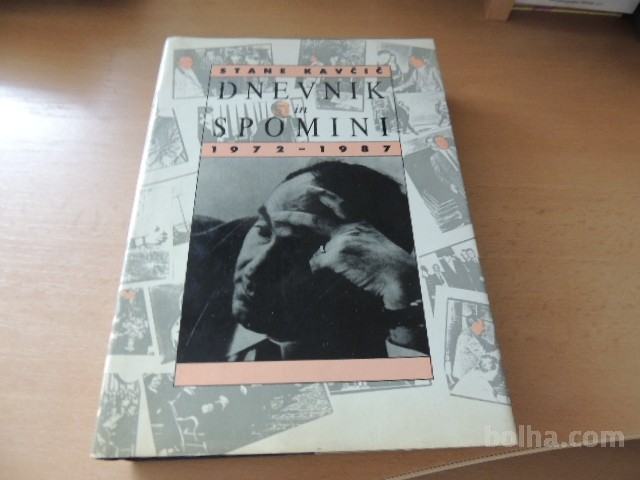 STANE KAVČIČ
DNEVNIK
in
SPOMINI
1972-1987
bolha.com